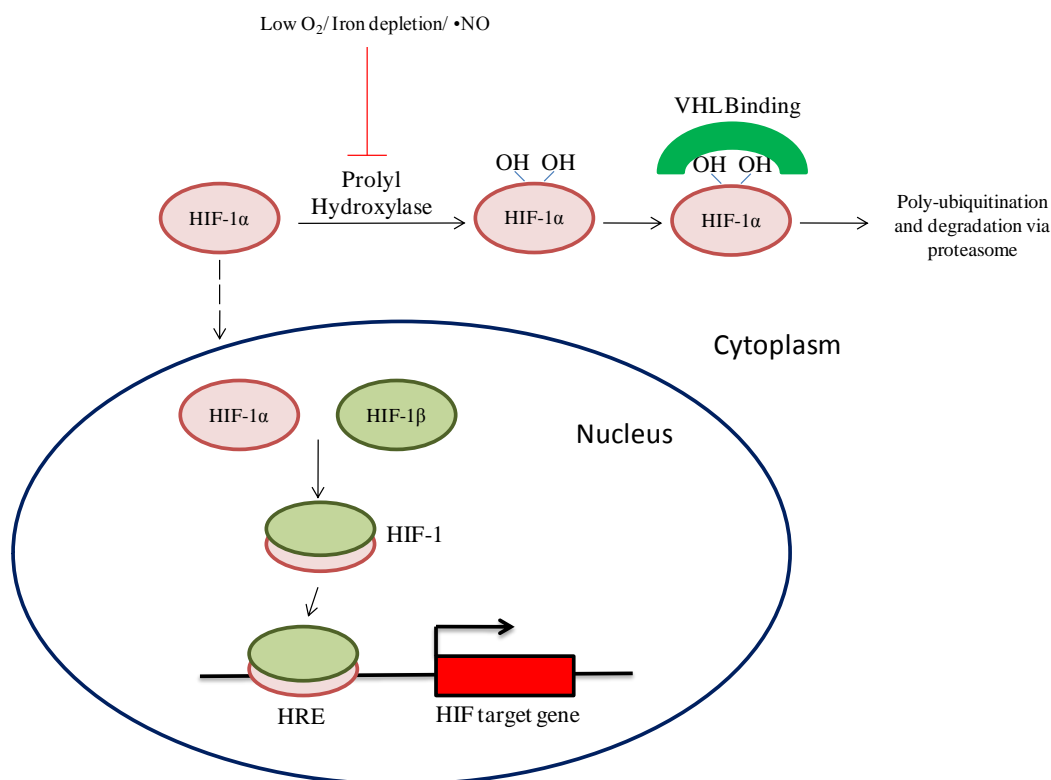 Low O₂/ Iron depletion/ •NO
VHL Binding
OH OH
OH OH
Prolyl
Hydroxylase
HIF-1α
HIF-1α
HIF-1α
Poly-ubiquitination
and degradation via
proteasome
Cytoplasm
Nucleus
HIF-1α
HIF-1β
HIF-1
HRE
HIF target gene